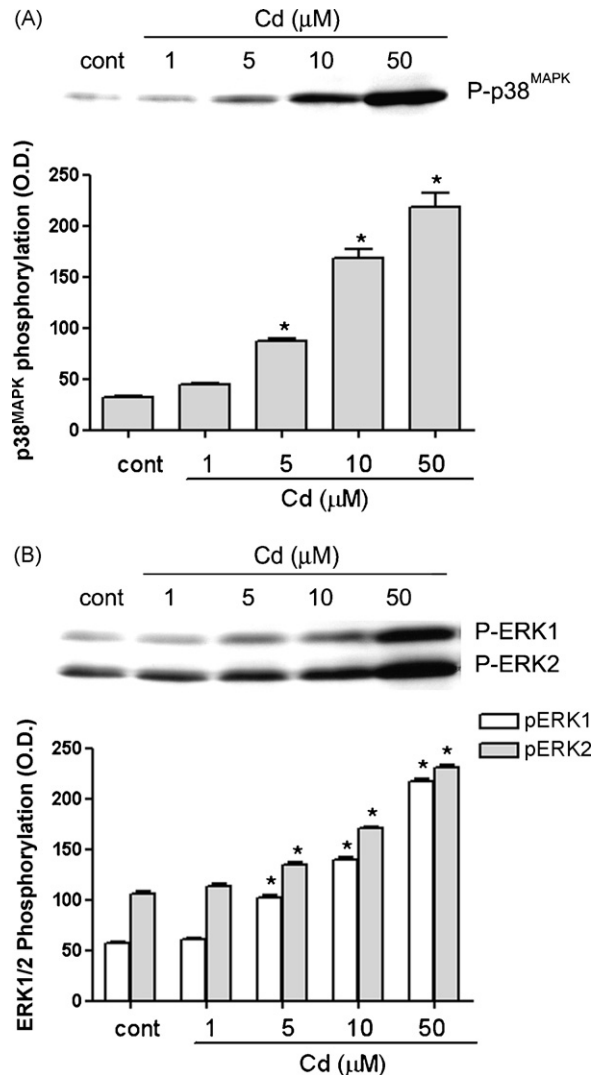 (A)
Cd (μM)
cont 1 5 10 50
P-p38MAPK
p38MAPK phosphorylation (O.D.)
250
200
150
100
50
0
* * *
cont 1 5 10 50
Cd (μM)
(B)
Cd (μM)
cont 1 5 10 50
P-ERK1
P-ERK2
pERK1
pERK2
ERK1/2 Phosphorylation (O.D.)
250
200
150
100
50
0
* * * * * *
cont 1 5 10 50
Cd (μM)